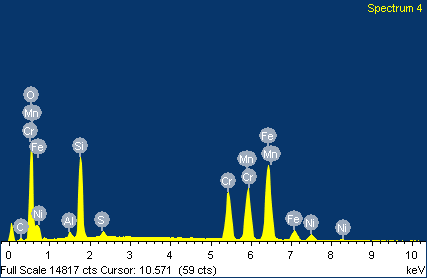 Spectrum 4
O
Mn
Cr
Fe
Si
Fe
Mn
Mn
Cr
Cr
C
Ni
Al
S
Fe
Ni
Ni
0 1 2 3 4 5 6 7 8 9 10
Full Scale 14817 cts Cursor: 10.571 (59 cts) keV